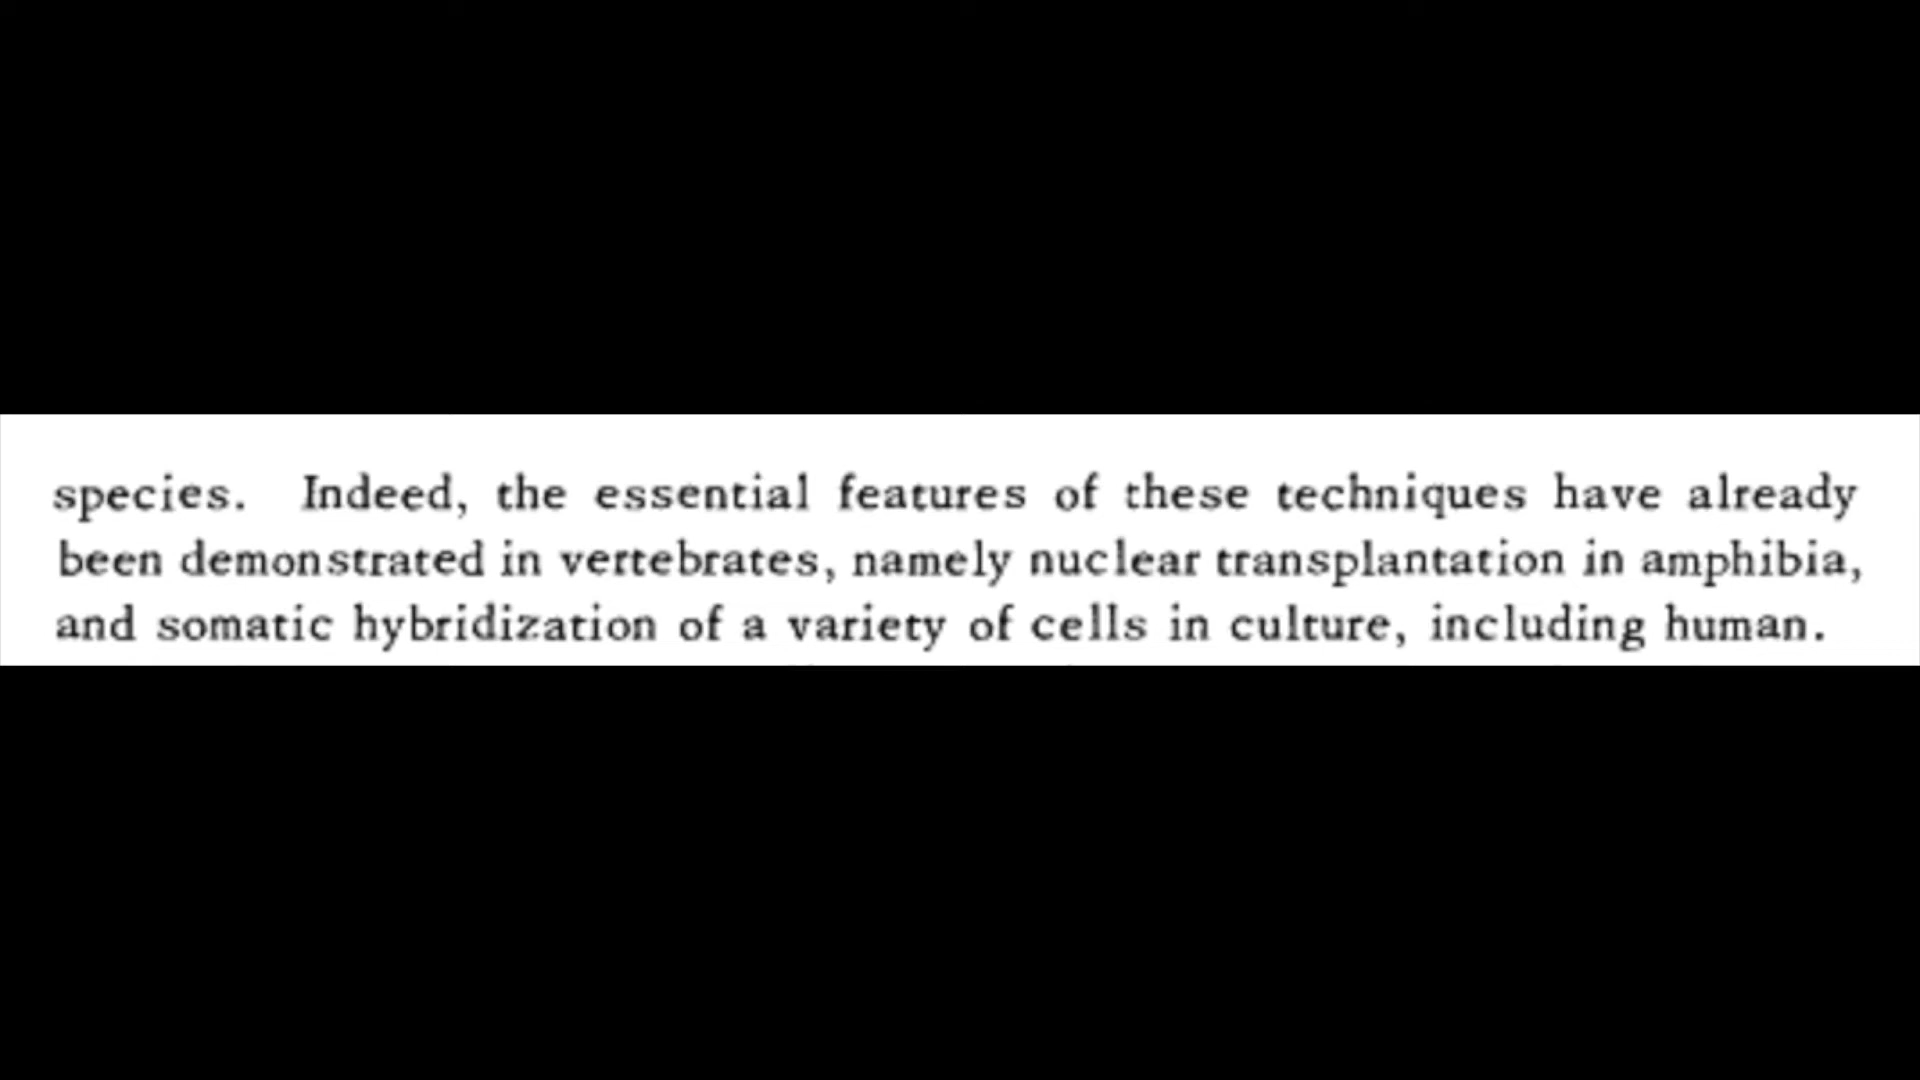 species. Indeed, the essential features of these techniques have already
been demonstrated in vertebrates, namely nuclear transplantation in amphibia,
and somatic hybridization of a variety of cells in culture, including human.